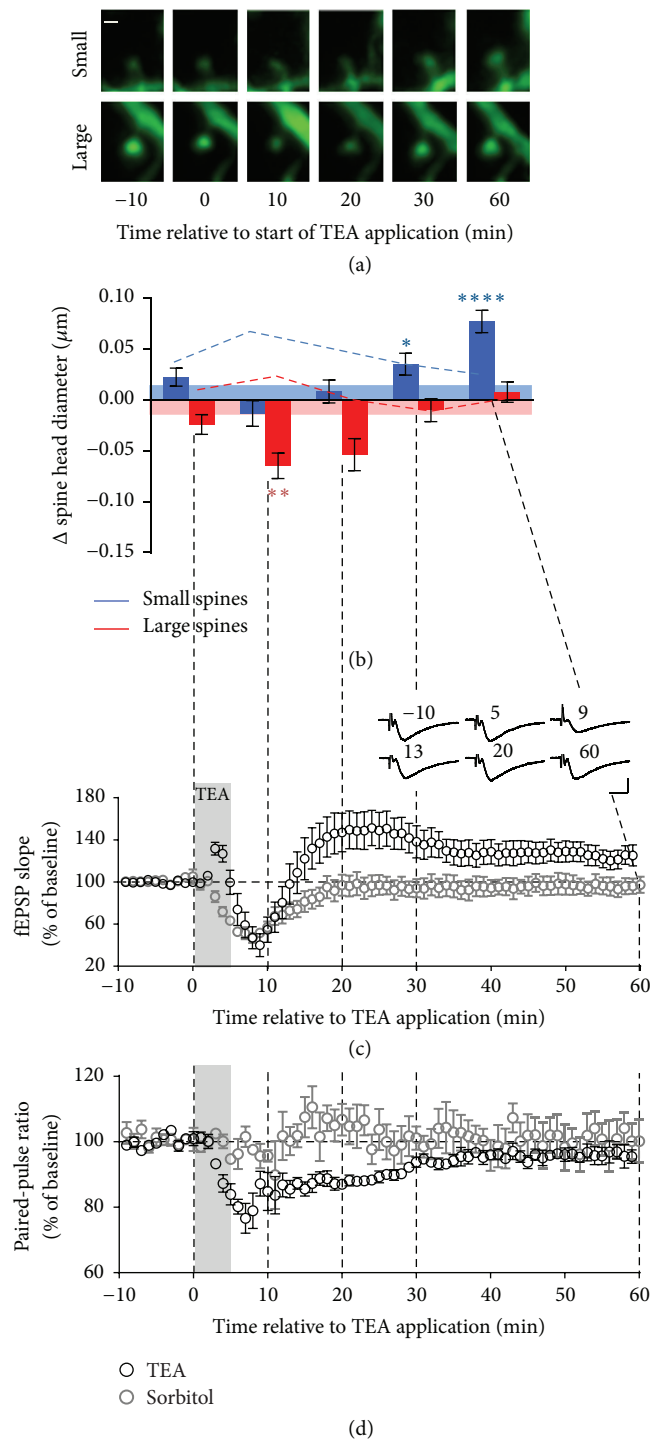 Small
Large
−10 0 10 20 30 60
Time relative to start of TEA application (min)
(a)
Δ spine head diameter (μm)
0.10
0.05
0.00
−0.05
−0.10
−0.15
****
*
**
Small spines
Large spines
(b)
−10 5 9
13 20 60
fEPSP slope
(% of baseline)
180
140
100
60
20
TEA
−10 0 10 20 30 40 50 60
Time relative to TEA application (min)
(c)
Paired-pulse ratio
(% of baseline)
120
100
80
60
−10 0 10 20 30 40 50 60
Time relative to TEA application (min)
TEA
Sorbitol
(d)